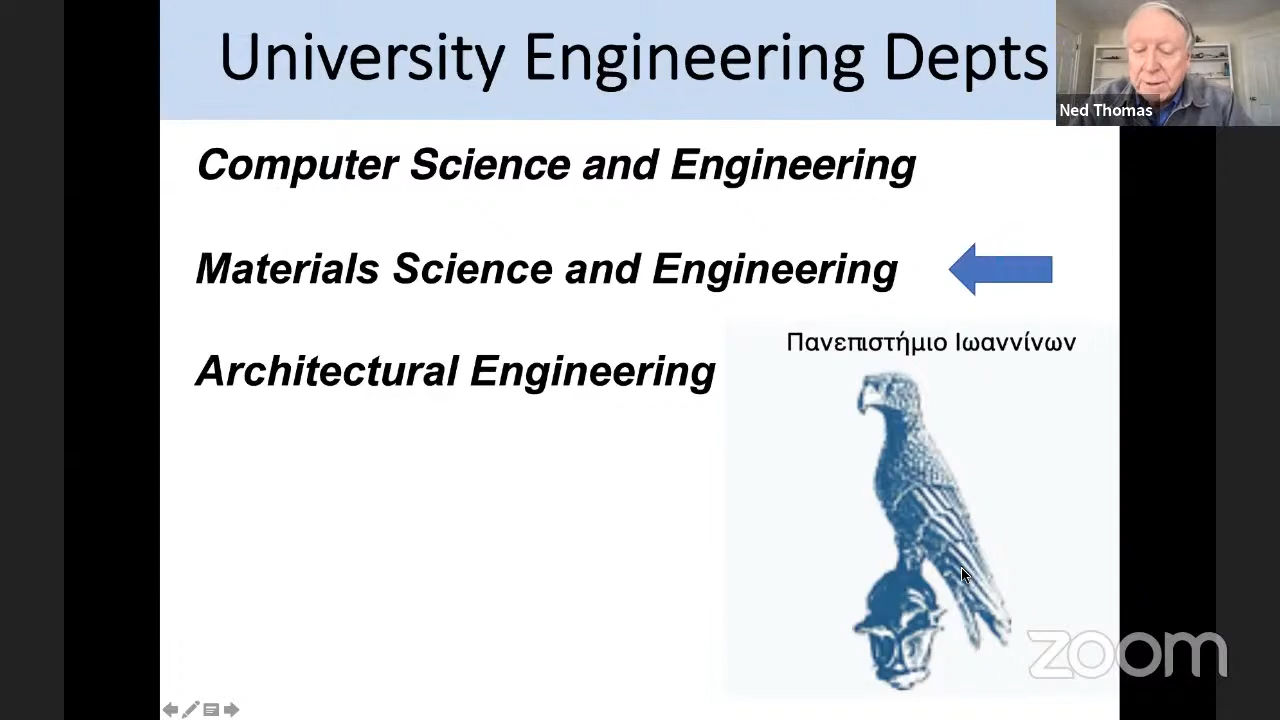 University Engineering Depts
Ned Thomas
Computer Science and Engineering
Materials Science and Engineering
Πανεπιστήμιο Ιωαννίνων
Architectural Engineering
zoom